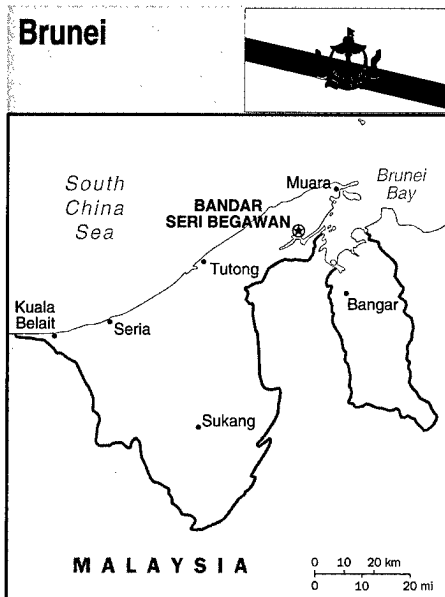 Brunei
South
China
Sea
Muara
Brunei
Bay
BANDAR
SERI BEGAWAN
Tutong
Bangar
Kuala
Belait
Seria
Sukang
MALAYSIA
0 10 20 km
0 10 20 mi